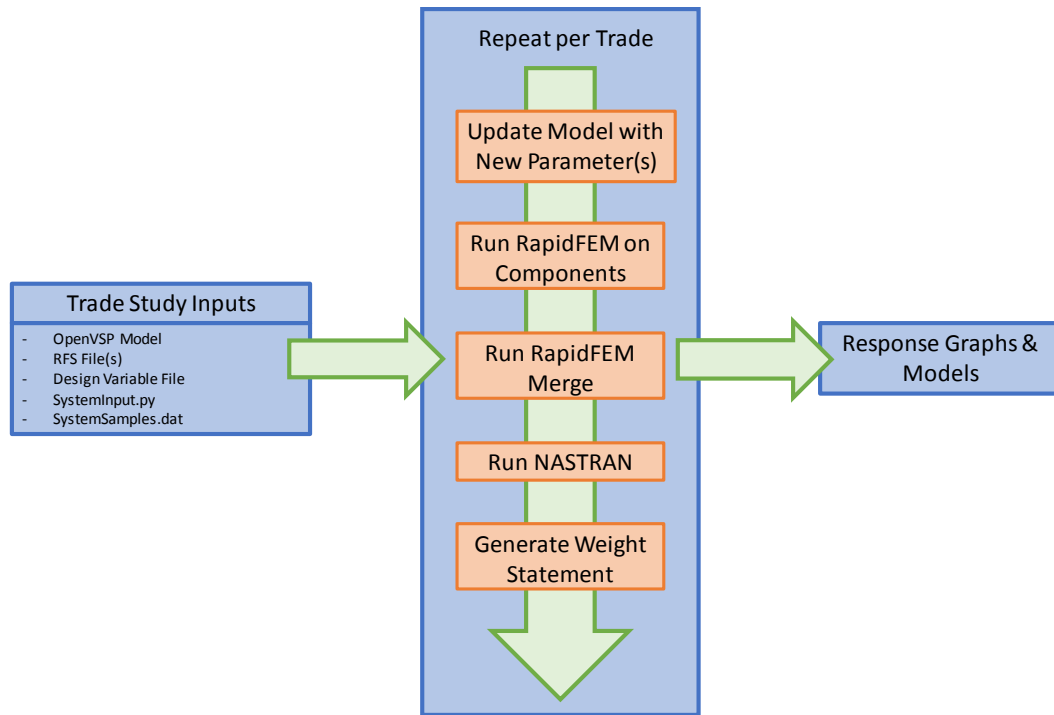 Repeat per Trade
Update Model with
New Parameter(s)
Run RapidFEM on
Components
Trade Study Inputs
- OpenVSP Model
- RFS File(s)
- Design Variable File
- SystemInput.py
- SystemSamples.dat
Run RapidFEM
Merge
Response Graphs &
Models
Run NASTRAN
Generate Weight
Statement